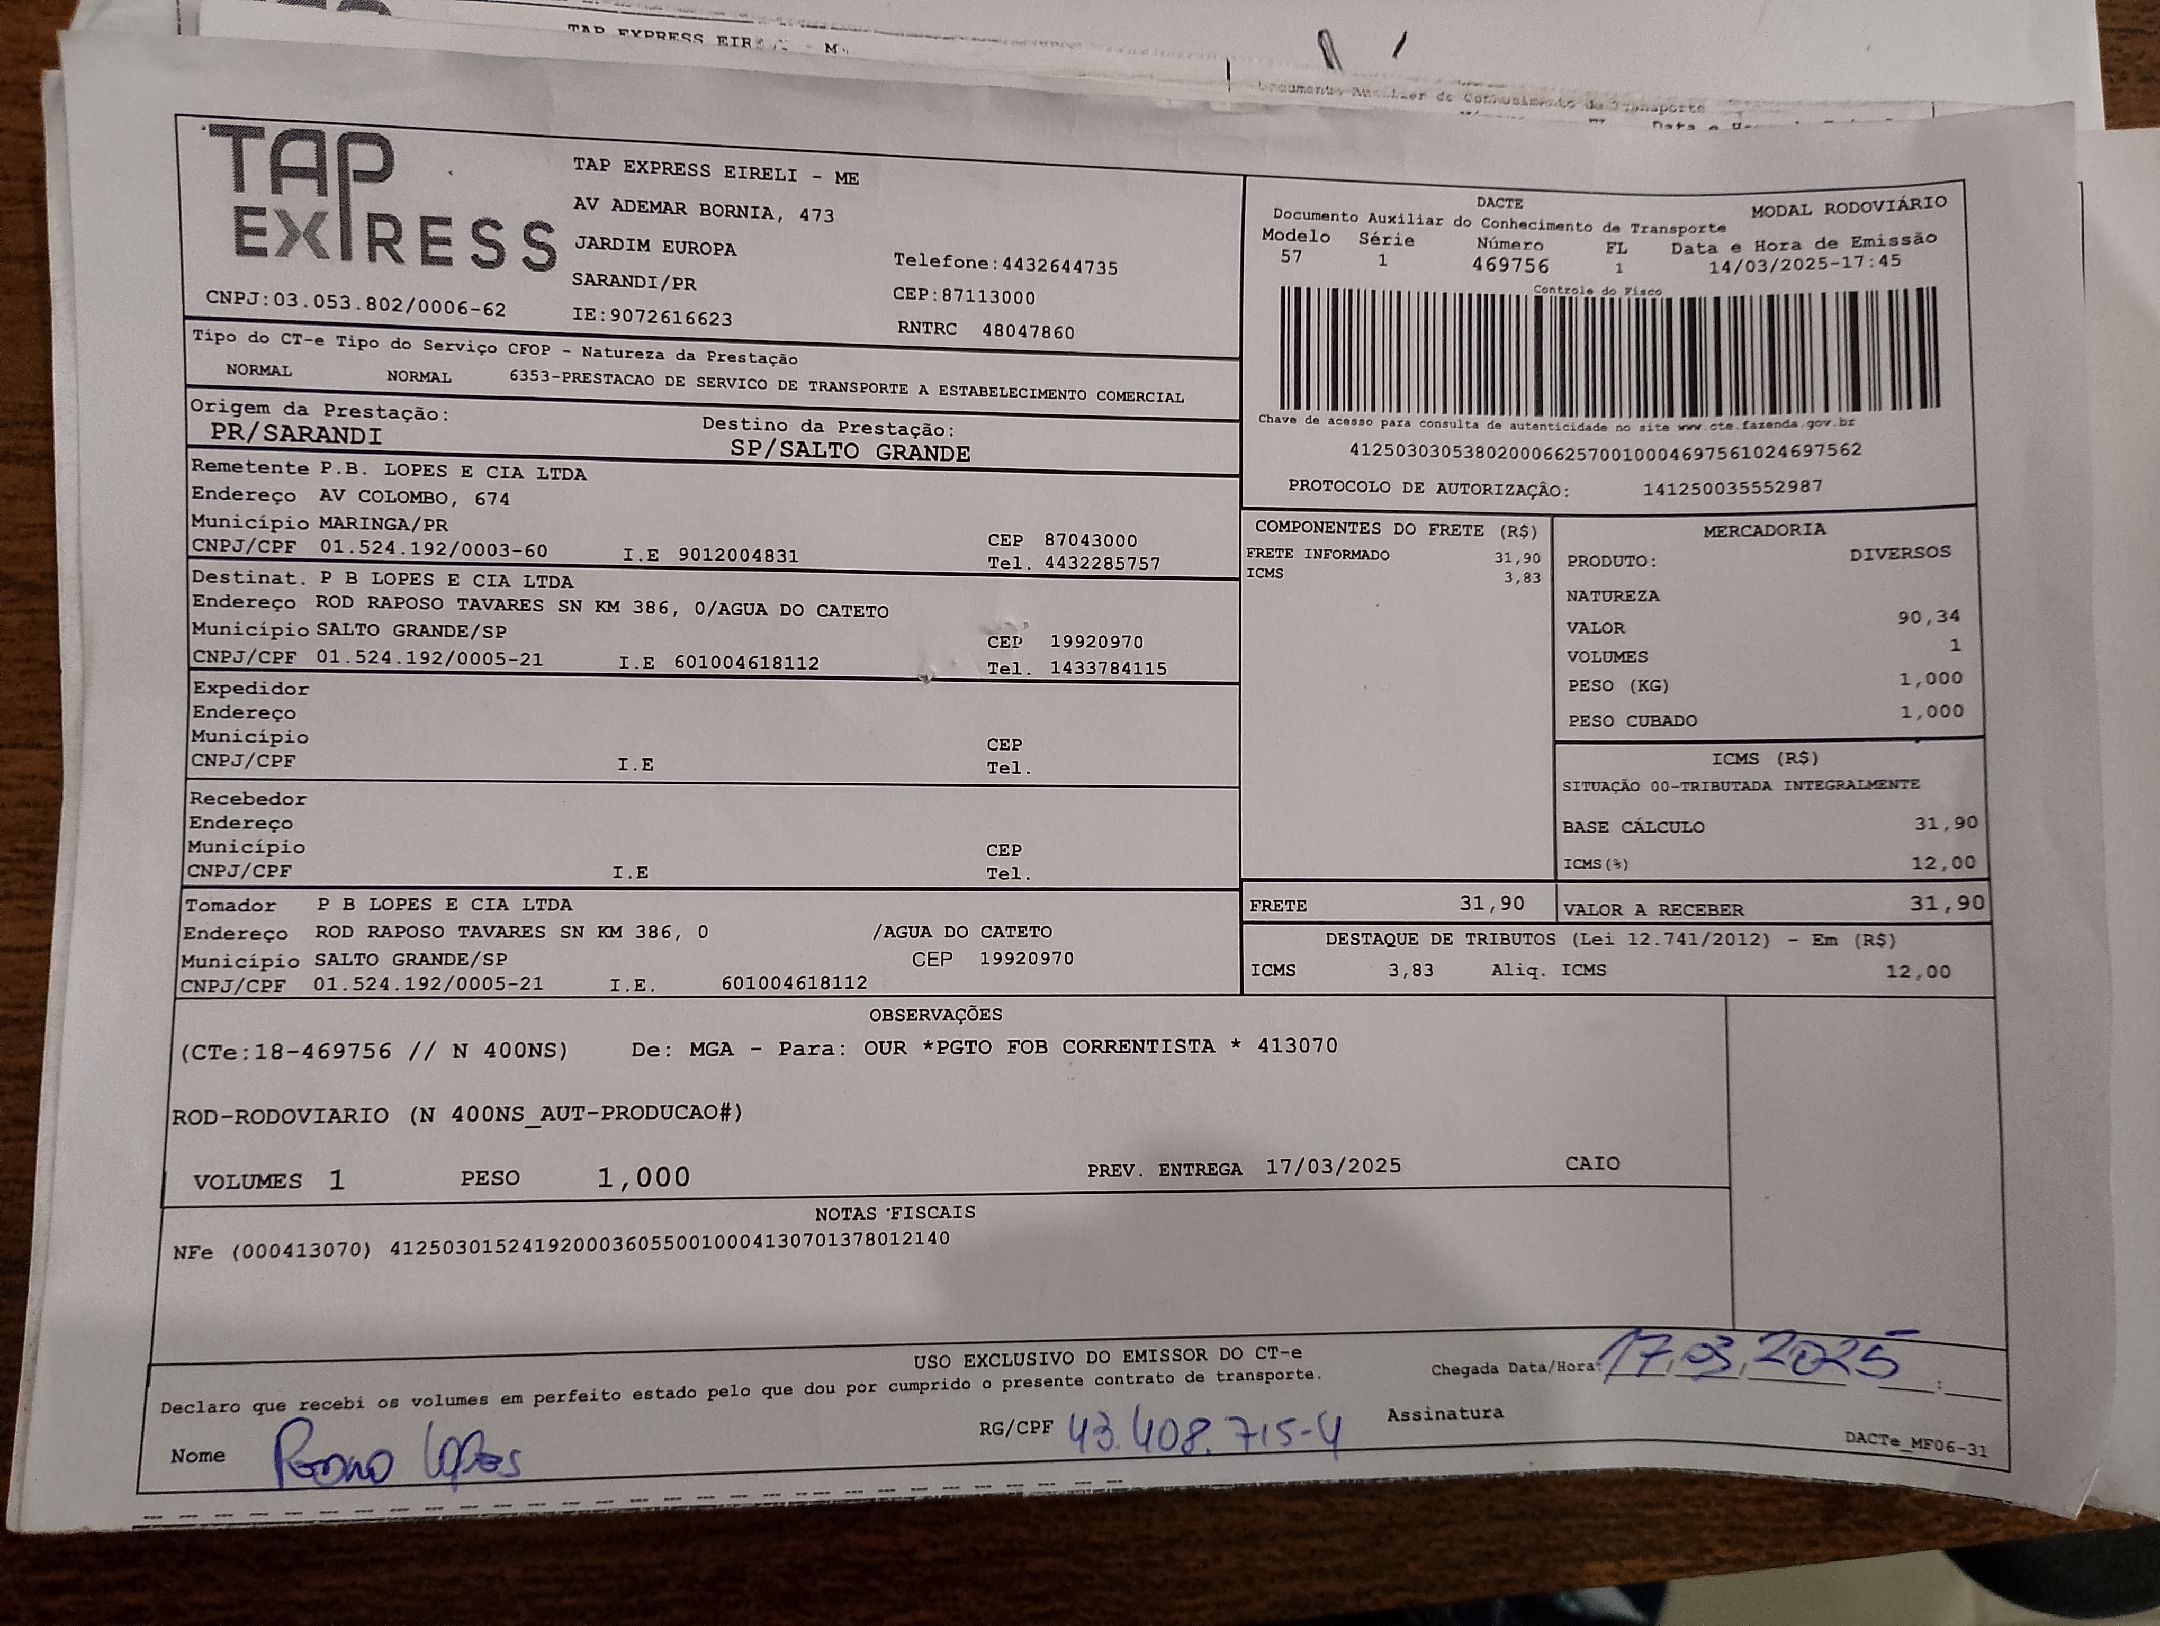 TAP EXPRESS EIRELI - M
Documento Auxiliar do Conhecimento de Transporte
TAP
EXPRESS
TAP EXPRESS EIRELI - ME
AV ADEMAR BORNIA, 473
JARDIM EUROPA
SARANDI/PR
CNPJ:03.053.802/0006-62
IE:9072616623
Telefone:4432644735
CEP:87113000
RNTRC 48047860
DACTE
MODAL RODOVIÁRIO
Documento Auxiliar do Conhecimento de Transporte
Modelo Série Número FL Data e Hora de Emissão
57 1 469756 1 14/03/2025-17:45
Controle do Fisco
Chave de acesso para consulta de autenticidade no site www.cte.fazenda.gov.br
41250303053802000662570010004697561024697562
PROTOCOLO DE AUTORIZAÇÂO: 141250035552987
Tipo do CT-e Tipo do Serviço CFOP - Natureza da Prestação
NORMAL NORMAL 6353-PRESTACAO DE SERVICO DE TRANSPORTE A ESTABELECIMENTO COMERCIAL
Origem da Prestação: Destino da Prestação:
PR/SARANDI SP/SALTO GRANDE
Remetente P.B. LOPES E CIA LTDA
Endereço AV COLOMBO, 674
Município MARINGA/PR CEP 87043000
CNPJ/CPF 01.524.192/0003-60 I.E 9012004831 Tel. 4432285757
Destinat. P B LOPES E CIA LTDA
Endereço ROD RAPOSO TAVARES SN KM 386, 0/AGUA DO CATETO
Município SALTO GRANDE/SP CEP 19920970
CNPJ/CPF 01.524.192/0005-21 I.E 601004618112 Tel. 1433784115
Expedidor
Endereço
Município CEP
CNPJ/CPF I.E Tel.
Recebedor
Endereço
Município CEP
CNPJ/CPF I.E Tel.
Tomador P B LOPES E CIA LTDA
Endereço ROD RAPOSO TAVARES SN KM 386, 0 /AGUA DO CATETO
Município SALTO GRANDE/SP CEP 19920970
CNPJ/CPF 01.524.192/0005-21 I.E. 601004618112
COMPONENTES DO FRETE (R$)
FRETE INFORMADO 31,90
ICMS 3,83
MERCADORIA
PRODUTO: DIVERSOS
NATUREZA
VALOR 90,34
VOLUMES 1
PESO (KG) 1,000
PESO CUBADO 1,000
ICMS (R$)
SITUAÇÃO 00-TRIBUTADA INTEGRALMENTE
BASE CÁLCULO 31,90
ICMS(%) 12,00
FRETE 31,90 VALOR A RECEBER 31,90
DESTAQUE DE TRIBUTOS (Lei 12.741/2012) - Em (R$)
ICMS 3,83 Aliq. ICMS 12,00
OBSERVAÇÕES
(CTe:18-469756 // N 400NS) De: MGA - Para: OUR *PGTO FOB CORRENTISTA * 413070
ROD-RODOVIARIO (N 400NS_AUT-PRODUCAO#)
VOLUMES 1 PESO 1,000 PREV. ENTREGA 17/03/2025 CAIO
NOTAS FISCAIS
NFe (000413070) 41250301524192000360550010004130701378012140
USO EXCLUSIVO DO EMISSOR DO CT-e
Declaro que recebi os volumes em perfeito estado pelo que dou por cumprido o presente contrato de transporte.
Chegada Data/Hora: 17.03.2025
Nome Lopes RG/CPF 43.408.715-4 Assinatura
DACTe_MF06-31